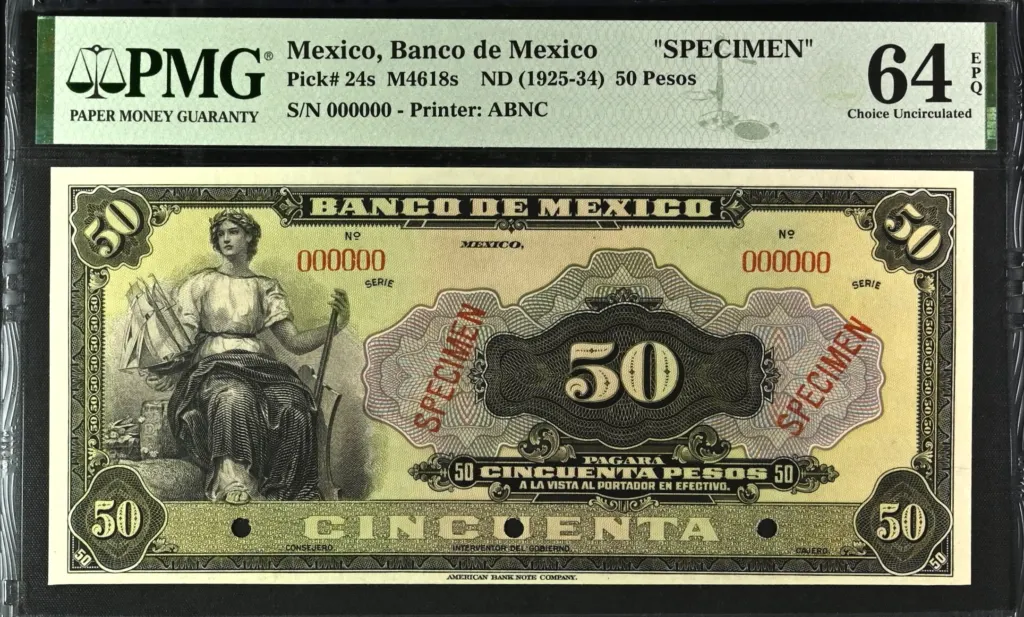 PMG®
PAPER MONEY GUARANTY
Mexico, Banco de Mexico "SPECIMEN"
Pick# 24s M4618s ND (1925-34) 50 Pesos
S/N 000000 - Printer: ABNC
64
EPQ
Choice Uncirculated
50
BANCO DE MEXICO
50
Nº
000000
SERIE
MEXICO,
Nº
000000
SERIE
SPECIMEN
50
SPECIMEN
PAGARA
50 CINCUENTA PESOS 50
A LA VISTA AL PORTADOR EN EFECTIVO.
50
CINCUENTA
50
CONSEJERO. INTERVENTOR DEL GOBIERNO. CAJERO.
50
50
AMERICAN BANK NOTE COMPANY.